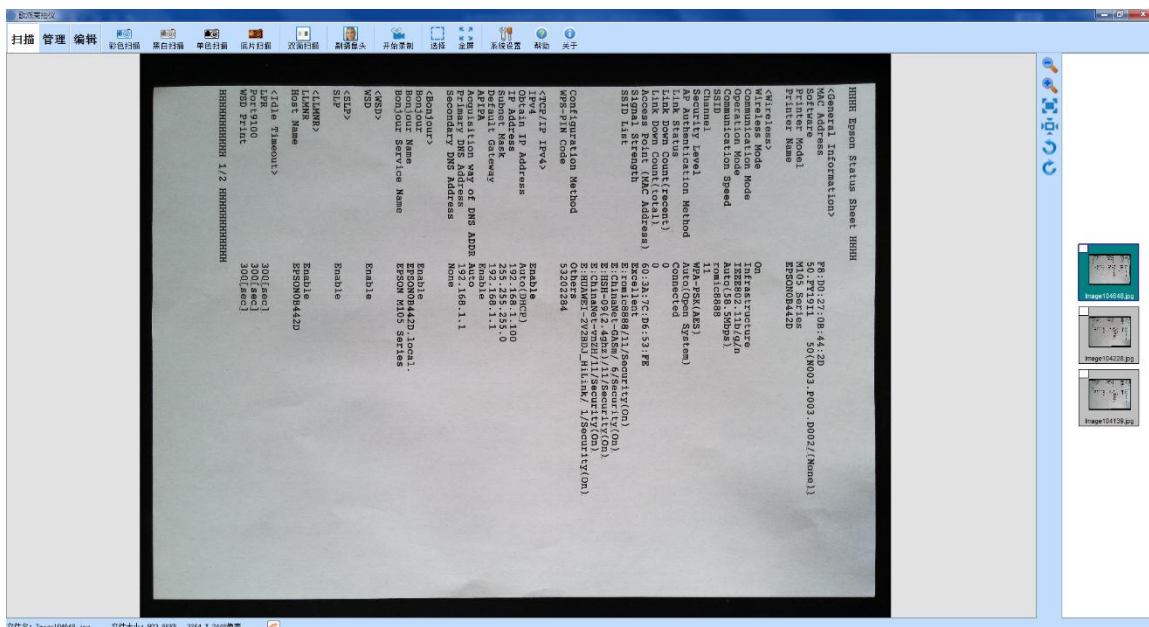 扫描 管理 编辑 彩色扫描 黑白扫描 单色扫描 底片扫描 双面扫描 副摄像头 开始录制 选择 全屏 系统设置 帮助 关于
HHHH Epson Status Sheet HHHH
<General Information>
MAC Address F8:D0:27:0B:44:2D
Software 50.FY19I1 50(N003.P003.D002/(None))
Printer Model M105 Series
Printer Name EPSON0B442D
<Wireless>
Wireless Mode On
Communication Mode Infrastructure
Operation Mode IEEE802.11b/g/n
Communication Speed Auto(58.5Mbps)
SSID romic8888
Channel 11
Security Level WPA-PSK(AES)
AP Authentication Method Auto(Open System)
Link Status Connected
Link Down Count(recent) 0
Link Down Count(total) 0
Access Point (MAC Address) 60:3A:7C:D6:53:FE
Signal Strength Excellent
SSID List E:romic8888/11/Security(On)
E:ChinaNet-GASm/ 6/Security(On)
E:HSH-09(2.4ghz)/11/Security(On)
E:ChinaNet-vnZH/11/Security(On)
E:HUAWEI-2V2BDJ_HiLink/ 1/Security(On)
Configuration Method Others
WPS-PIN Code 53202284
<TCP/IP IPv4>
IPv4 Enable
Obtain IP Address Auto(DHCP)
IP Address 192.168.1.100
Subnet Mask 255.255.255.0
Default Gateway 192.168.1.1
APIPA Enable
Acquisition way of DNS ADDR Auto
Primary DNS Address 192.168.1.1
Secondary DNS Address None
<Bonjour>
Bonjour Enable
Bonjour Name EPSON0B442D.local.
Bonjour Service Name EPSON M105 Series
<WSD>
WSD Enable
<SLP>
SLP Enable
<LLMNR>
LLMNR Enable
Host Name EPSON0B442D
<Idle Timeout>
LPR 300[sec]
Port9100 300[sec]
WSD Print 300[sec]
HHHHHHHHHHH 1/2 HHHHHHHHHHHH
Image104648.jpg
Image104228.jpg
Image104139.jpg